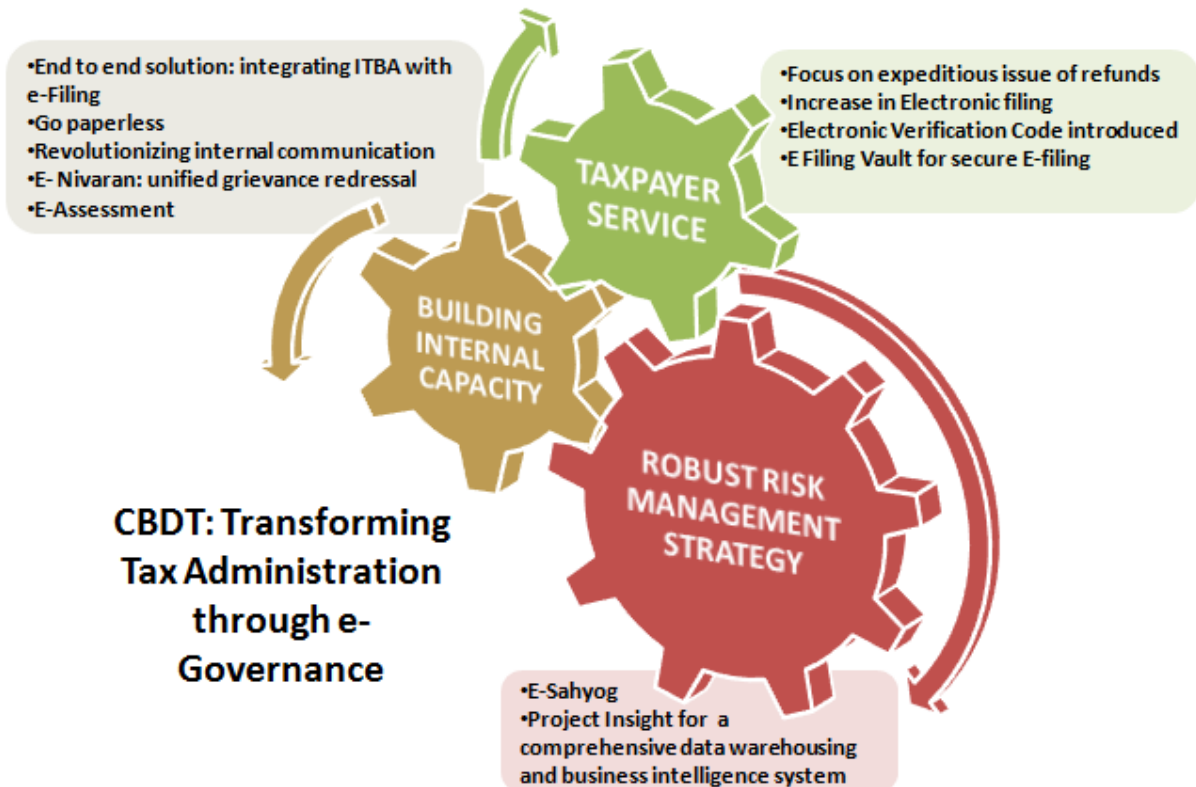 •End to end solution: integrating ITBA with
e-Filing
•Go paperless
•Revolutionizing internal communication
•E- Nivaran: unified grievance redressal
•E-Assessment
•Focus on expeditious issue of refunds
•Increase in Electronic filing
•Electronic Verification Code introduced
•E Filing Vault for secure E-filing
TAXPAYER
SERVICE
BUILDING
INTERNAL
CAPACITY
ROBUST RISK
MANAGEMENT
STRATEGY
CBDT: Transforming
Tax Administration
through e-
Governance
•E-Sahyog
•Project Insight for a
comprehensive data warehousing
and business intelligence system